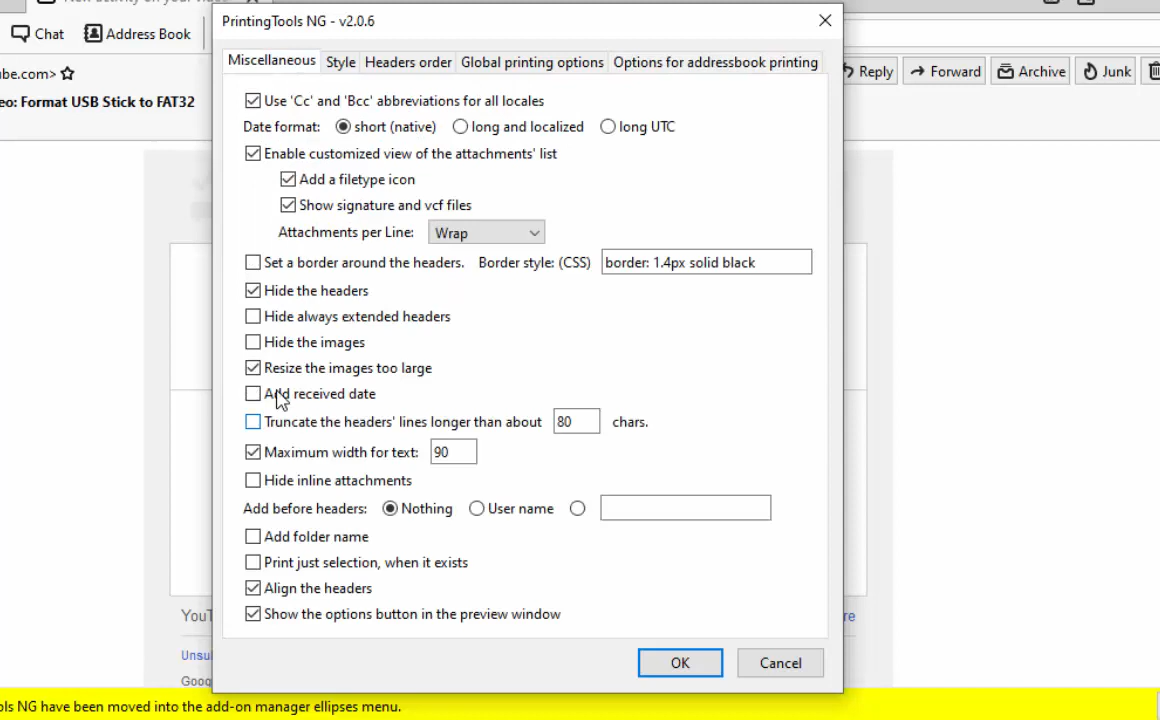 PrintingTools NG - v2.0.6
Chat Address Book
Miscellaneous Style Headers order Global printing options Options for addressbook printing
be.com>
Reply Forward Archive Junk
eo: Format USB Stick to FAT32
Use 'Cc' and 'Bcc' abbreviations for all locales
Date format: short (native) long and localized long UTC
Enable customized view of the attachments' list
Add a filetype icon
Show signature and vcf files
Attachments per Line: Wrap
Set a border around the headers. Border style: (CSS) border: 1.4px solid black
Hide the headers
Hide always extended headers
Hide the images
Resize the images too large
Add received date
Truncate the headers' lines longer than about 80 chars.
Maximum width for text: 90
Hide inline attachments
Add before headers: Nothing User name
Add folder name
Print just selection, when it exists
Align the headers
Show the options button in the preview window
YouT
re
Unsu
Goog
OK Cancel
ols NG have been moved into the add-on manager ellipses menu.